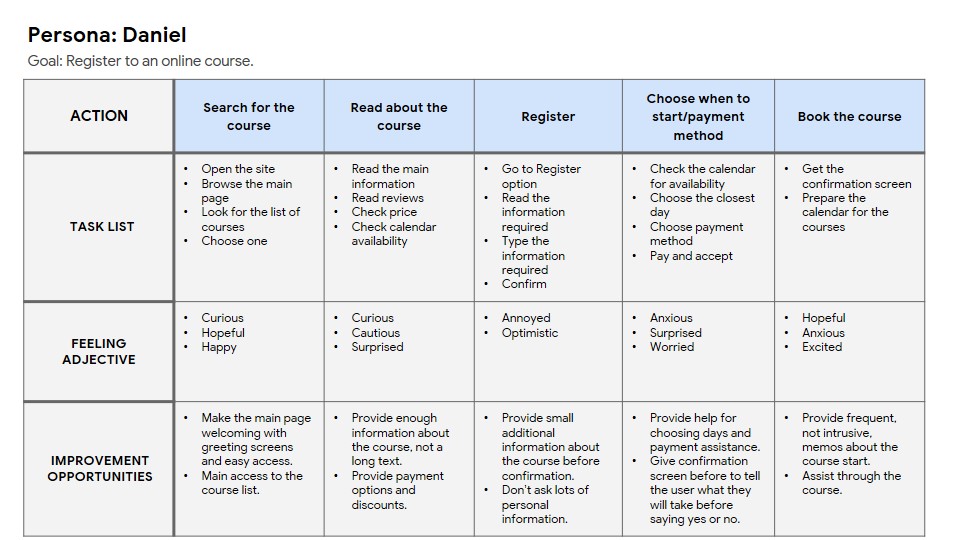 Persona: Daniel
Goal: Register to an online course.
ACTION
Search for the
course
Read about the
course
Register
Choose when to
start/payment
method
Book the course
TASK LIST
• Open the site
• Browse the main
page
• Look for the list of
courses
• Choose one
• Read the main
information
• Read reviews
• Check price
• Check calendar
availability
• Go to Register
option
• Read the
information
required
• Type the
information
required
• Confirm
• Check the calendar
for availability
• Choose the closest
day
• Choose payment
method
• Pay and accept
• Get the
confirmation screen
• Prepare the
calendar for the
courses
FEELING
ADJECTIVE
• Curious
• Hopeful
• Happy
• Curious
• Cautious
• Surprised
• Annoyed
• Optimistic
• Anxious
• Surprised
• Worried
• Hopeful
• Anxious
• Excited
IMPROVEMENT
OPPORTUNITIES
• Make the main page
welcoming with
greeting screens
and easy access.
• Main access to the
course list.
• Provide enough
information about
the course, not a
long text.
• Provide payment
options and
discounts.
• Provide small
additional
information about
the course before
confirmation.
• Don't ask lots of
personal
information.
• Provide help for
choosing days and
payment assistance.
• Give confirmation
screen before to tell
the user what they
will take before
saying yes or no.
• Provide frequent,
not intrusive,
memos about the
course start.
• Assist through the
course.